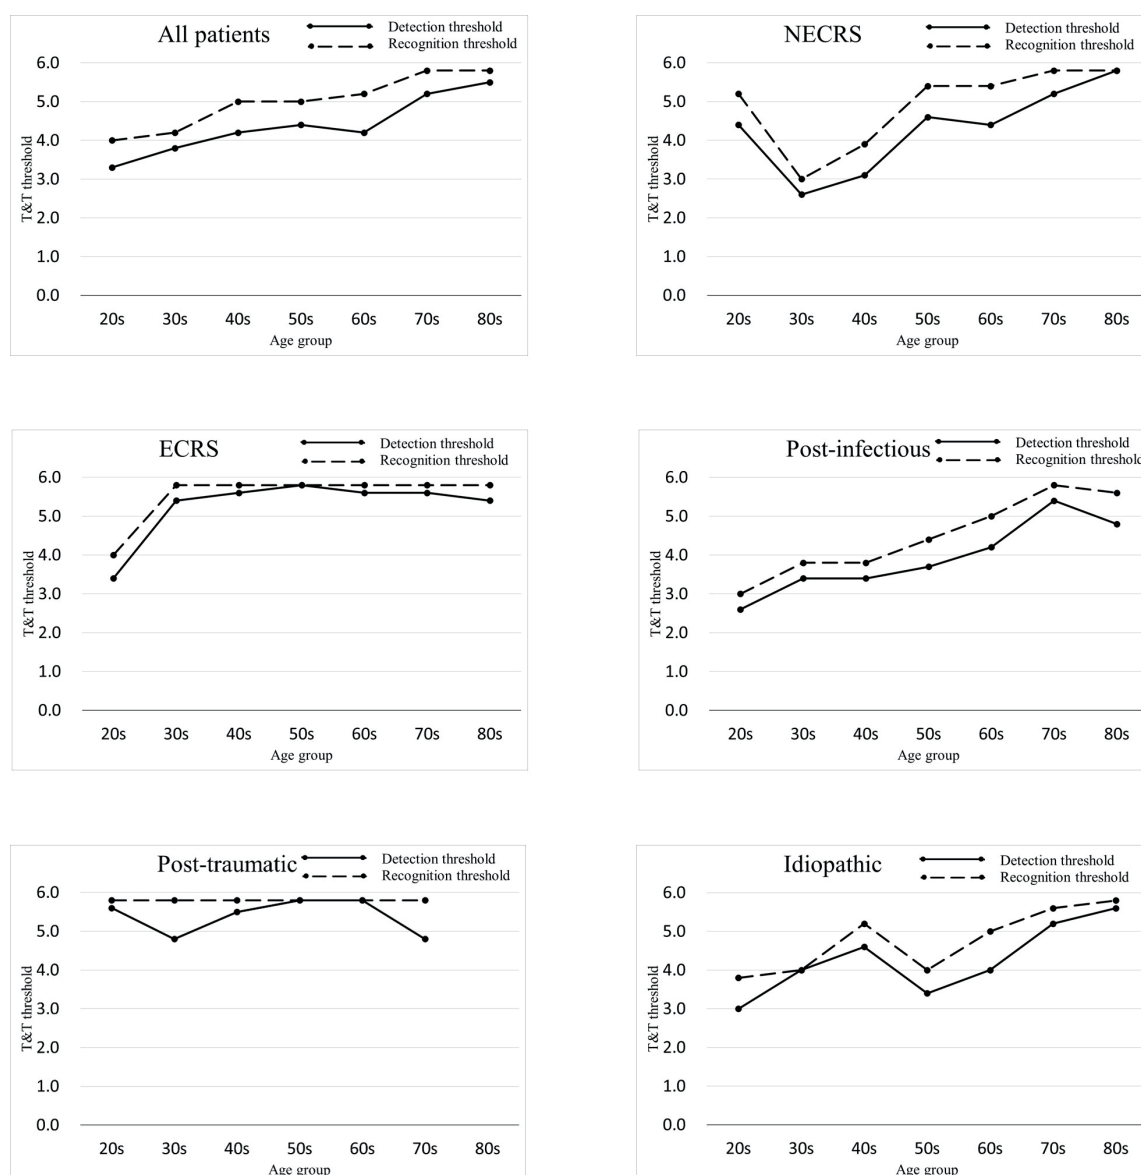 All patients
Detection threshold
Recognition threshold
6.0
5.0
4.0
3.0
2.0
1.0
0.0
T&T threshold
20s 30s 40s 50s 60s 70s 80s
Age group
NECRS
Detection threshold
Recognition threshold
6.0
5.0
4.0
3.0
2.0
1.0
0.0
T&T threshold
20s 30s 40s 50s 60s 70s 80s
Age group
ECRS
Detection threshold
Recognition threshold
6.0
5.0
4.0
3.0
2.0
1.0
0.0
T&T threshold
20s 30s 40s 50s 60s 70s 80s
Age group
Post-infectious
Detection threshold
Recognition threshold
6.0
5.0
4.0
3.0
2.0
1.0
0.0
T&T threshold
20s 30s 40s 50s 60s 70s 80s
Age group
Post-traumatic
Detection threshold
Recognition threshold
6.0
5.0
4.0
3.0
2.0
1.0
0.0
T&T threshold
20s 30s 40s 50s 60s 70s 80s
Age group
Idiopathic
Detection threshold
Recognition threshold
6.0
5.0
4.0
3.0
2.0
1.0
0.0
T&T threshold
20s 30s 40s 50s 60s 70s 80s
Age group